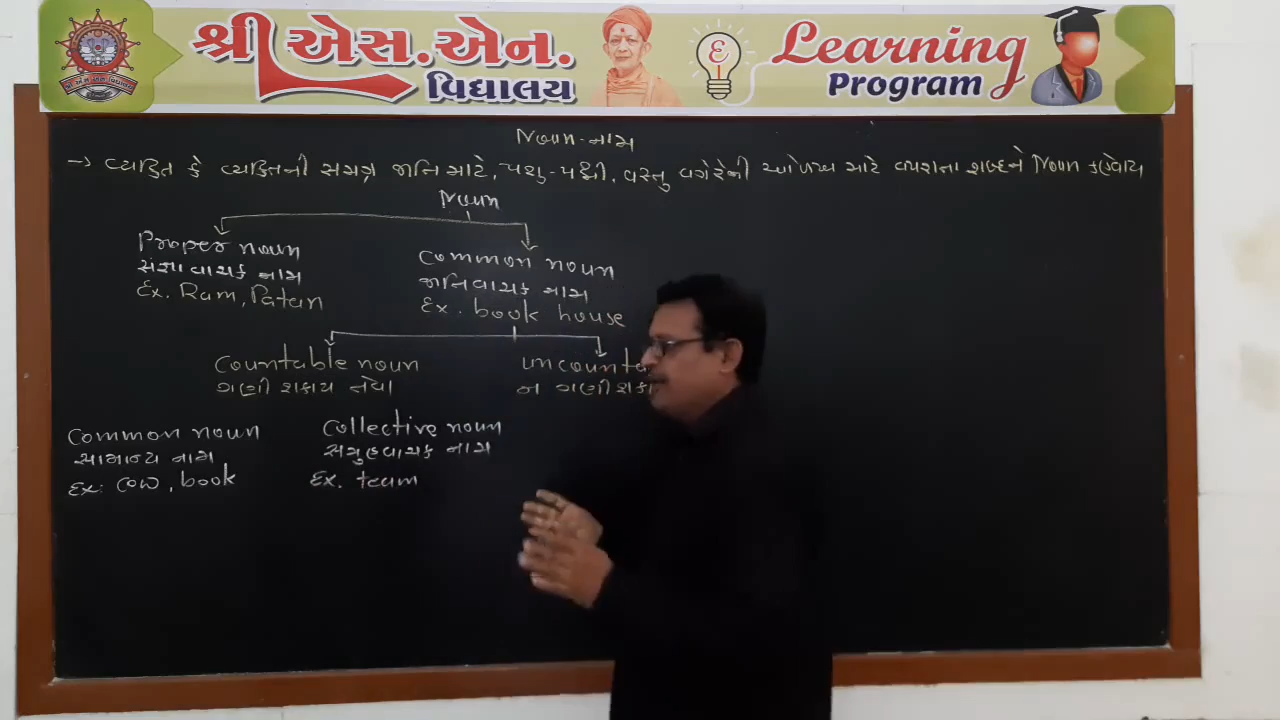 શ્રી એસ.એન. વિદ્યાલય
Learning Program
Noun-નામ
→ વ્યક્તિ કે વ્યક્તિની સમગ્ર જાતિ માટે, પશુ-પક્ષી, વસ્તુ વગેરેની ઓળખ માટે વપરાતા શબ્દને Noun કહેવાય
Noun
Proper noun
સંજ્ઞાવાચક નામ
Ex. Ram, Patan
Common noun
જાતિવાચક નામ
Ex. book house
Countable noun
ગણી શકાય તેવા
uncounta
ન ગણી શકા
Common noun
સામાન્ય નામ
Ex: cow, book
Collective noun
સમુહવાચક નામ
Ex. team